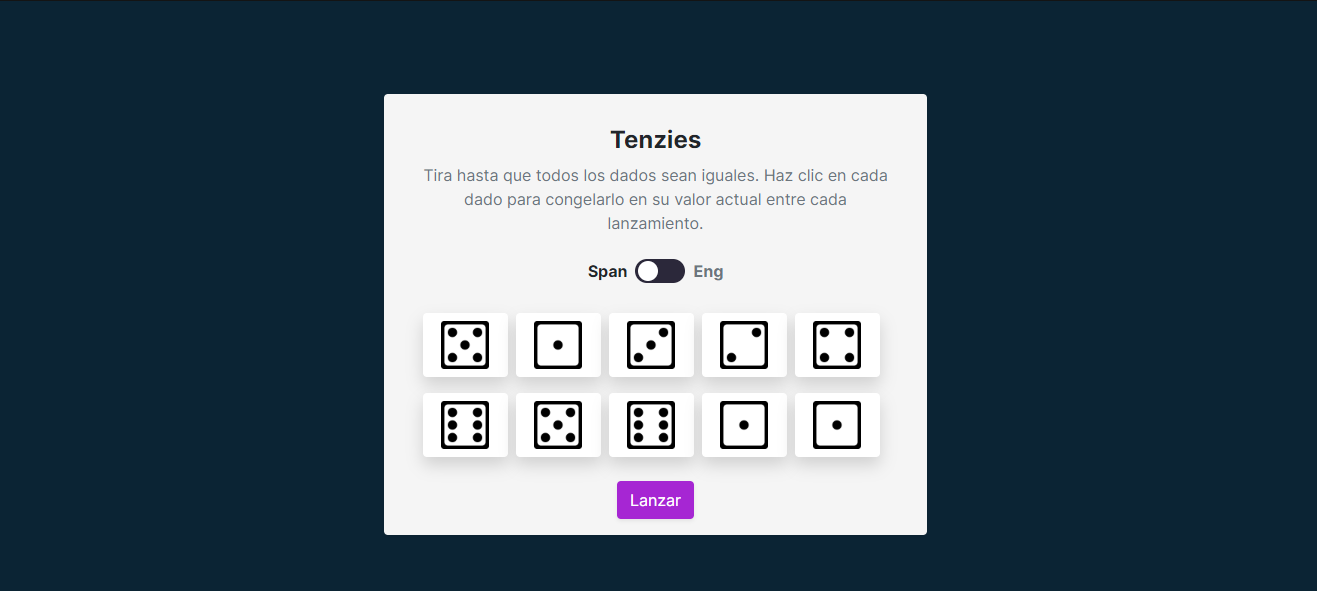 Tenzies
Tira hasta que todos los dados sean iguales. Haz clic en cada
dado para congelarlo en su valor actual entre cada
lanzamiento.
Span Eng
Lanzar